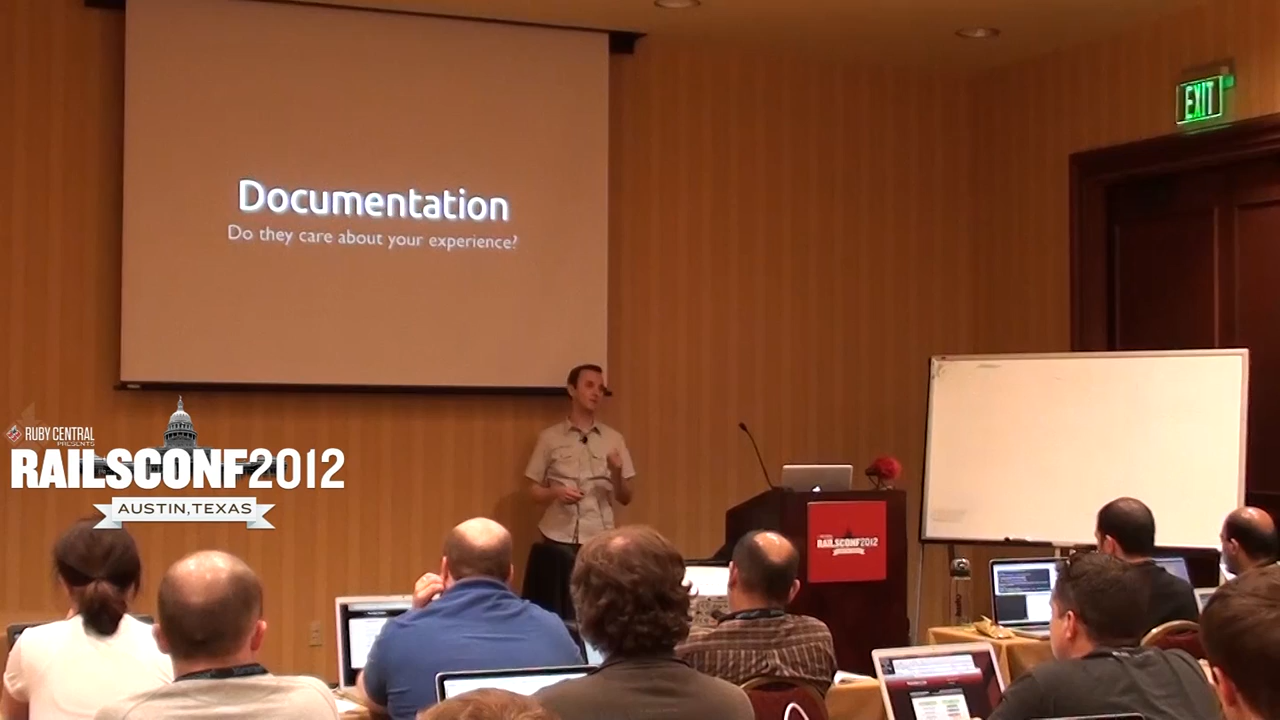 Documentation
Do they care about your experience?
EXIT
RUBY CENTRAL
PRESENTS
RAILSCONF2012
AUSTIN, TEXAS
RAILSCONF2012